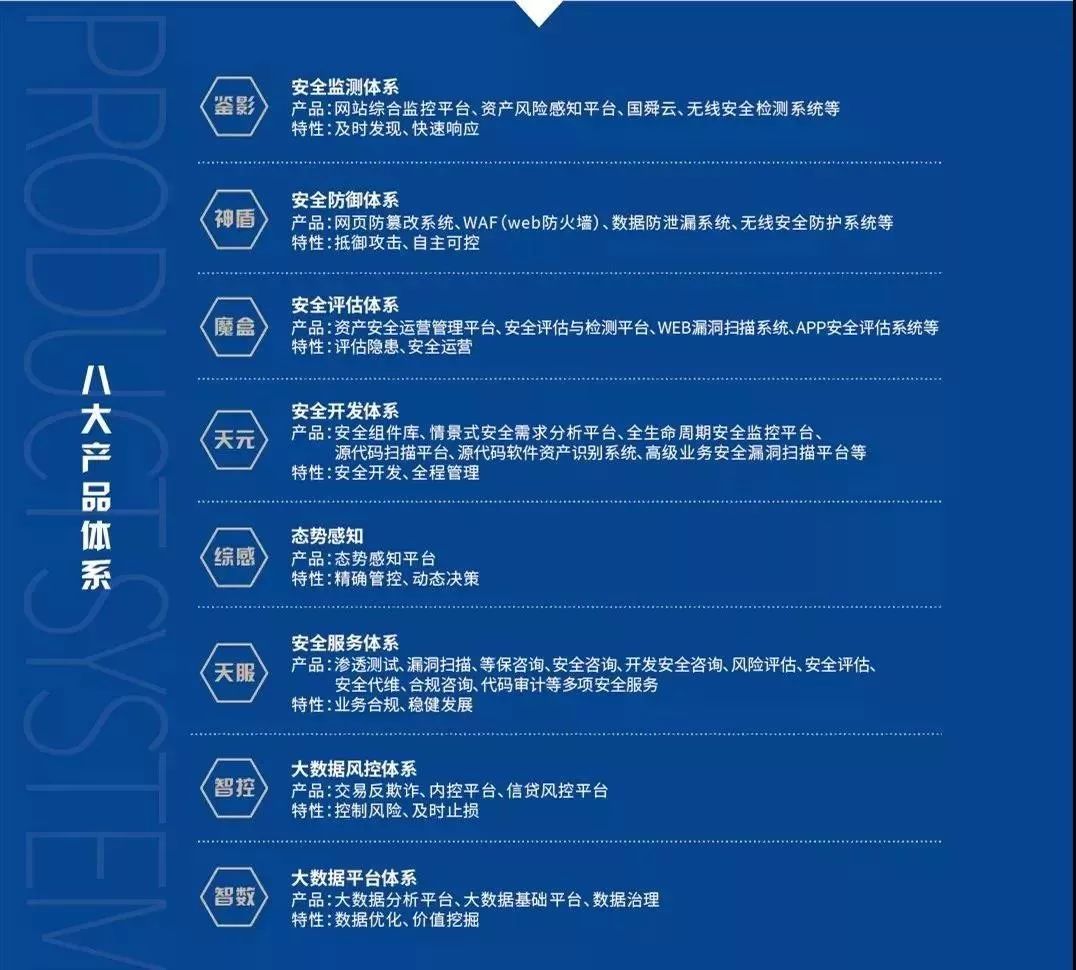 PRODUCT SYSTEM
八大产品体系
鉴影
安全监测体系
产品：网站综合监控平台、资产风险感知平台、国舜云、无线安全检测系统等
特性：及时发现、快速响应
神盾
安全防御体系
产品：网页防篡改系统、WAF（web防火墙）、数据防泄漏系统、无线安全防护系统等
特性：抵御攻击、自主可控
魔盒
安全评估体系
产品：资产安全运营管理平台、安全评估与检测平台、WEB漏洞扫描系统、APP安全评估系统等
特性：评估隐患、安全运营
天元
安全开发体系
产品：安全组件库、情景式安全需求分析平台、全生命周期安全监控平台、
源代码扫描平台、源代码软件资产识别系统、高级业务安全漏洞扫描平台等
特性：安全开发、全程管理
综感
态势感知
产品：态势感知平台
特性：精确管控、动态决策
天服
安全服务体系
产品：渗透测试、漏洞扫描、等保咨询、安全咨询、开发安全咨询、风险评估、安全评估、
安全代维、合规咨询、代码审计等多项安全服务
特性：业务合规、稳健发展
智控
大数据风控体系
产品：交易反欺诈、内控平台、信贷风控平台
特性：控制风险、及时止损
智数
大数据平台体系
产品：大数据分析平台、大数据基础平台、数据治理
特性：数据优化、价值挖掘